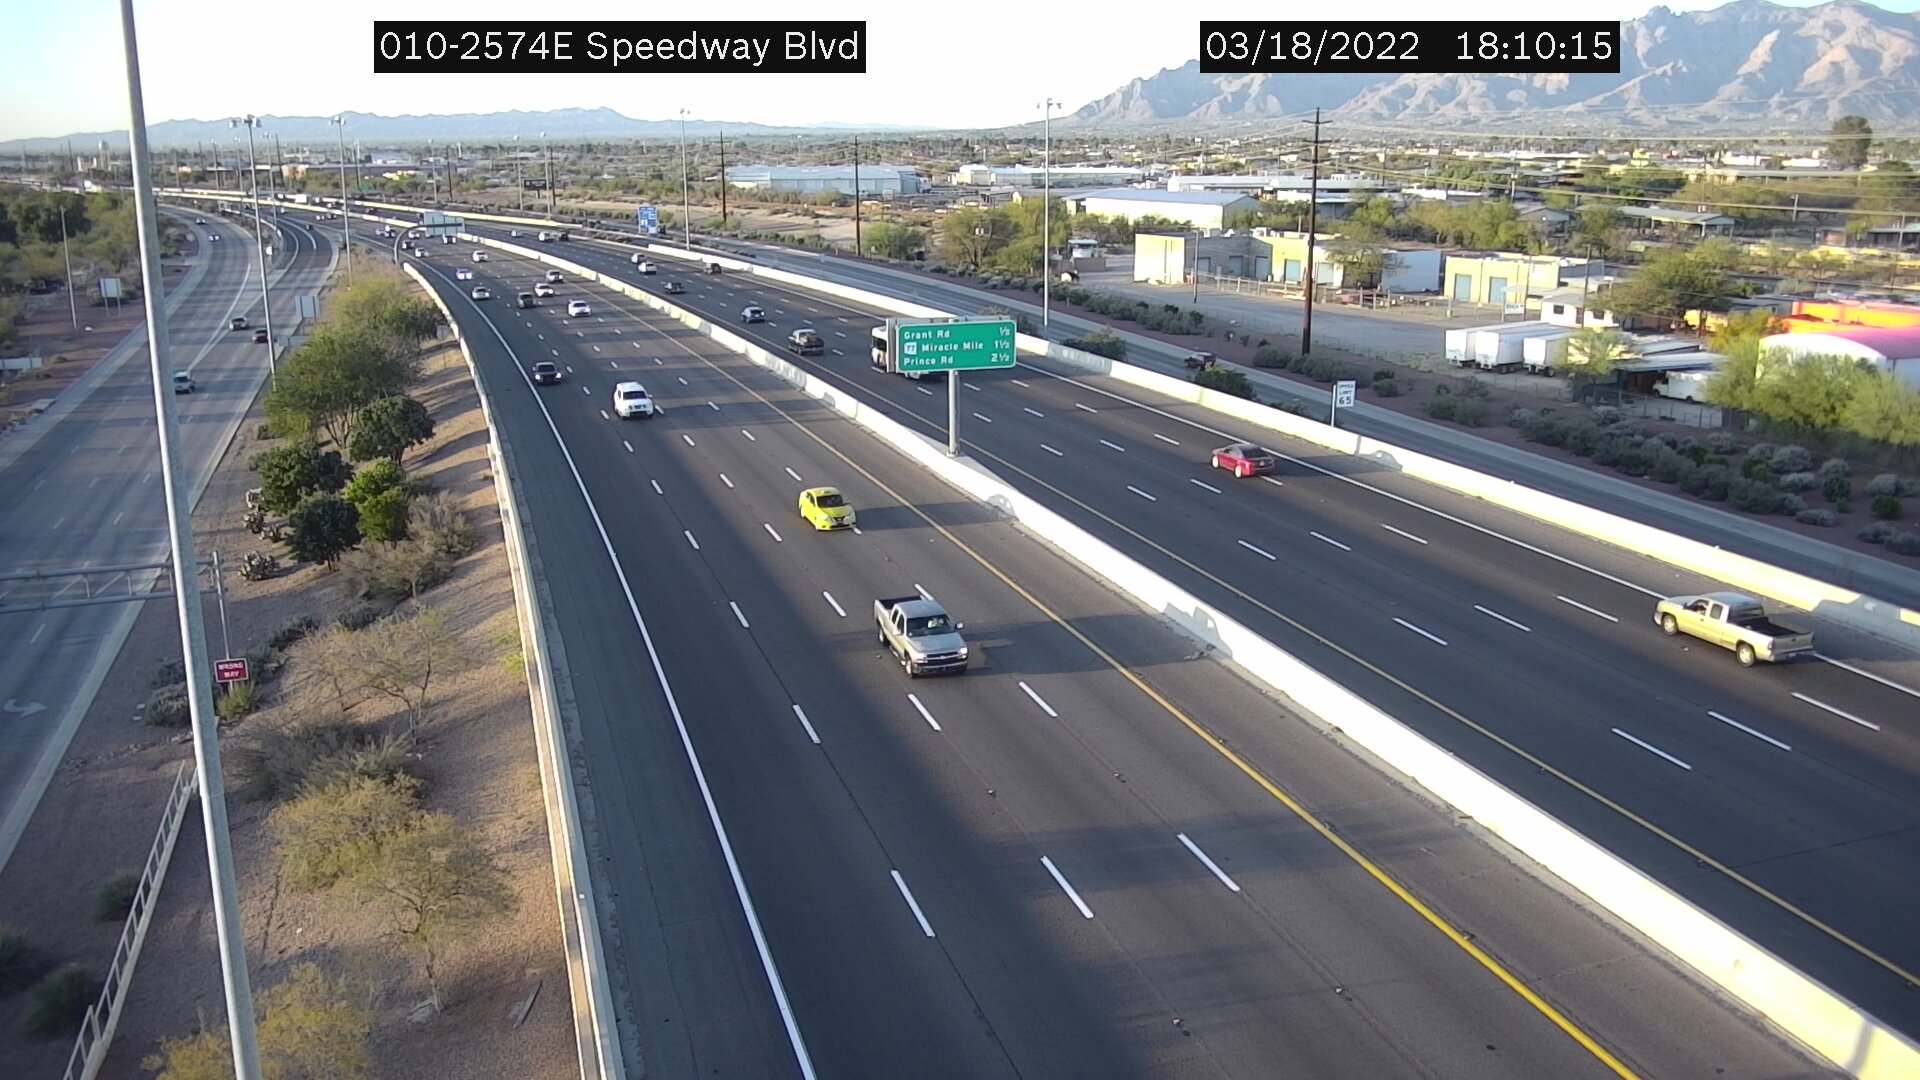 010-2574E Speedway Blvd
03/18/2022 18:10:15
Grant Rd ½
77 Miracle Mile 1½
Prince Rd 2½
SPEED
LIMIT
65
WRONG
WAY